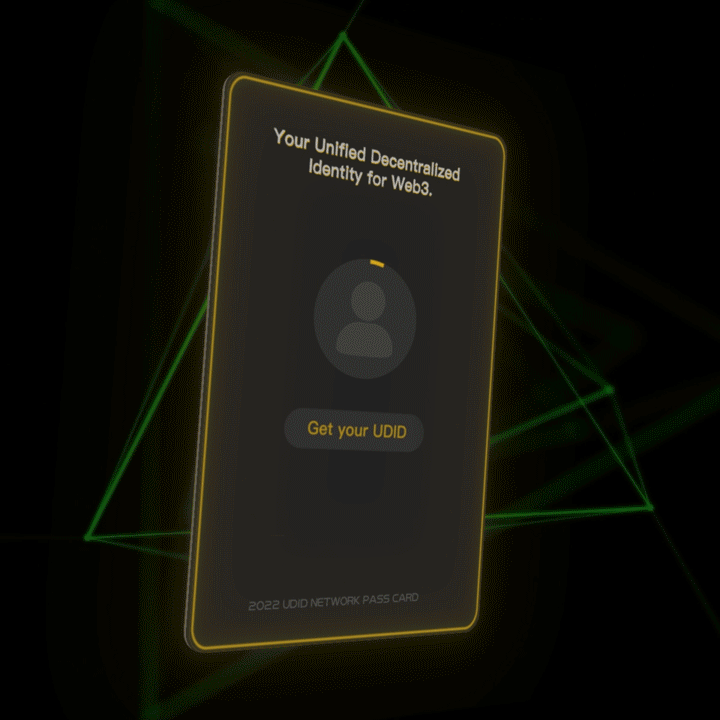 Your Unified Decentralized
Identity for Web3.
Get your UDID
2022 UDID NETWORK PASS CARD